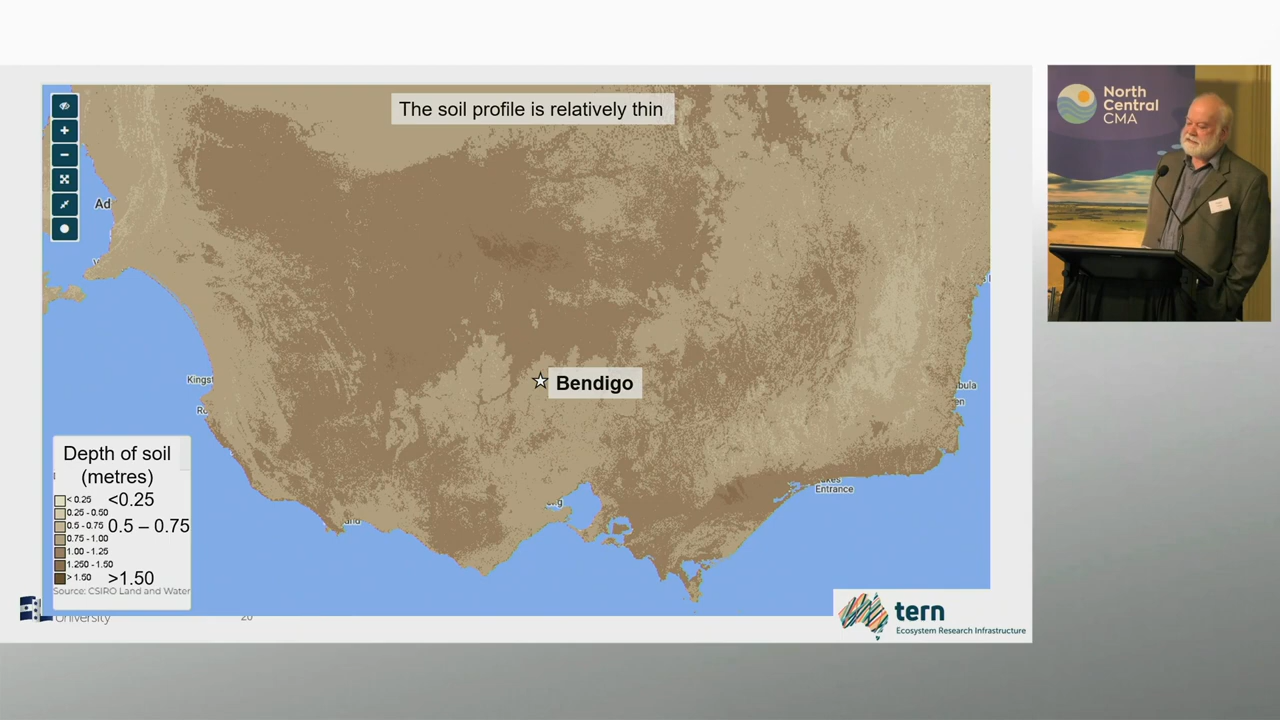 The soil profile is relatively thin
North
Central
CMA
Ad
Kingst
Bendigo
Entrance
Depth of soil
(metres)
< 0.25 <0.25
0.25 - 0.50
0.5 - 0.75 0.5 – 0.75
0.75 - 1.00
1.00 - 1.25
1.250 - 1.50
> 1.50 >1.50
Source: CSIRO Land and Water
University
20
tern
Ecosystem Research Infrastructure